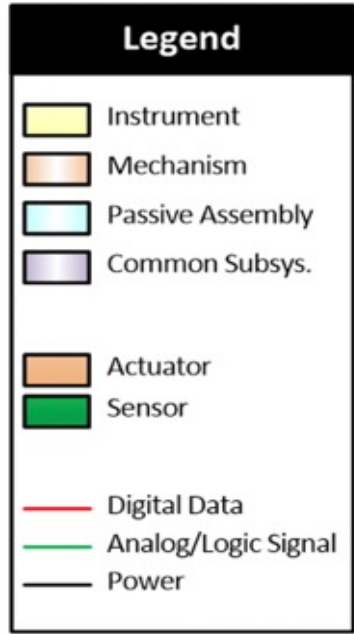 Legend
Instrument
Mechanism
Passive Assembly
Common Subsys.
Actuator
Sensor
Digital Data
Analog/Logic Signal
Power